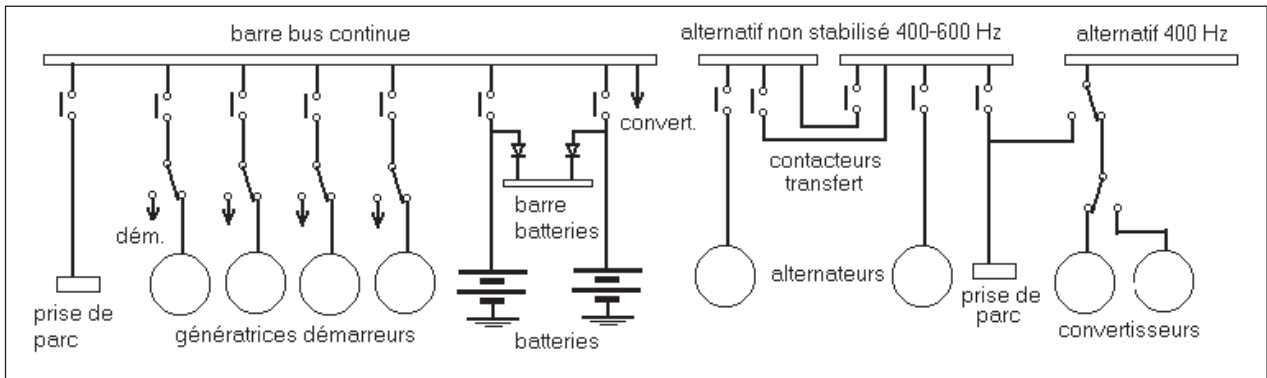 barre bus continue
alternatif non stabilisé 400-600 Hz
alternatif 400 Hz
convert.
contacteurs
transfert
barre
batteries
dém.
alternateurs
prise de
parc
génératrices démarreurs
batteries
prise de
parc
convertisseurs